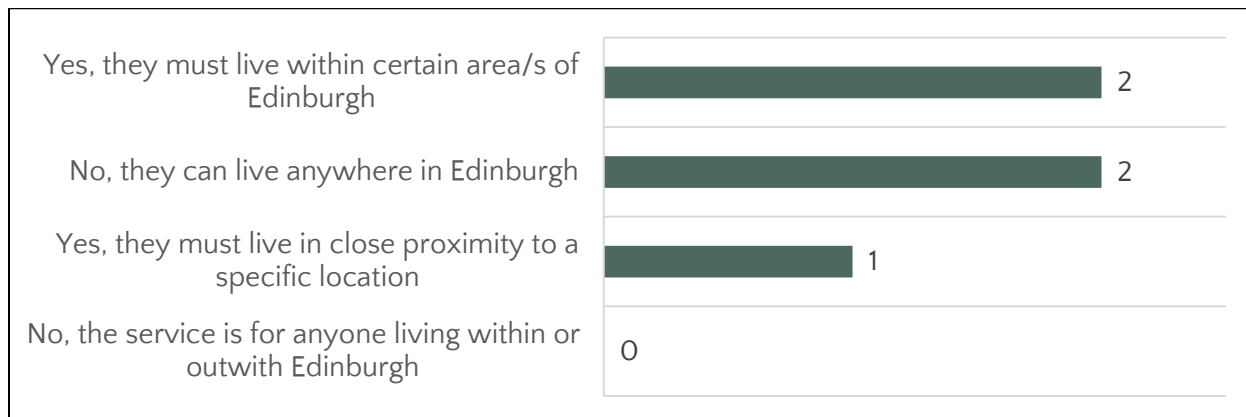 Yes, they must live within certain area/s of
Edinburgh
2
No, they can live anywhere in Edinburgh
2
Yes, they must live in close proximity to a
specific location
1
No, the service is for anyone living within or
outwith Edinburgh
0